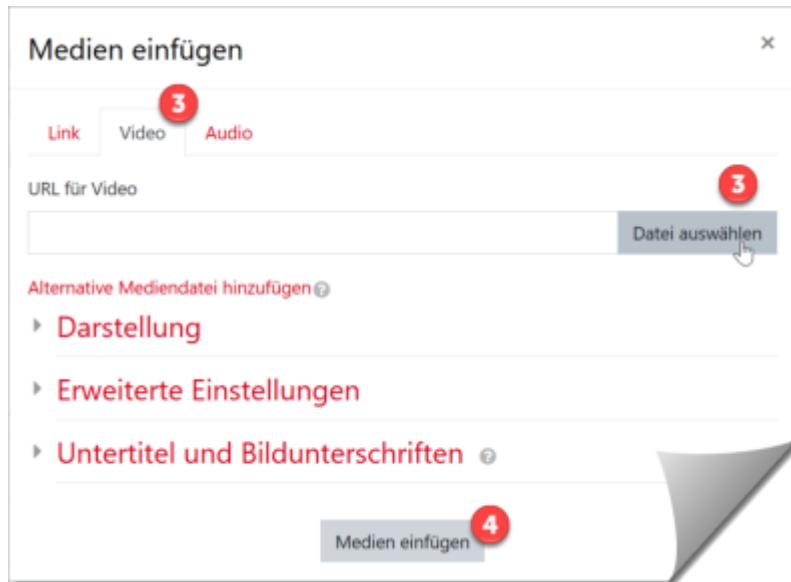 Medien einfügen ×
3
Link Video Audio
URL für Video
3
Datei auswählen
Alternative Mediendatei hinzufügen ?
Darstellung
Erweiterte Einstellungen
Untertitel und Bildunterschriften ?
4
Medien einfügen